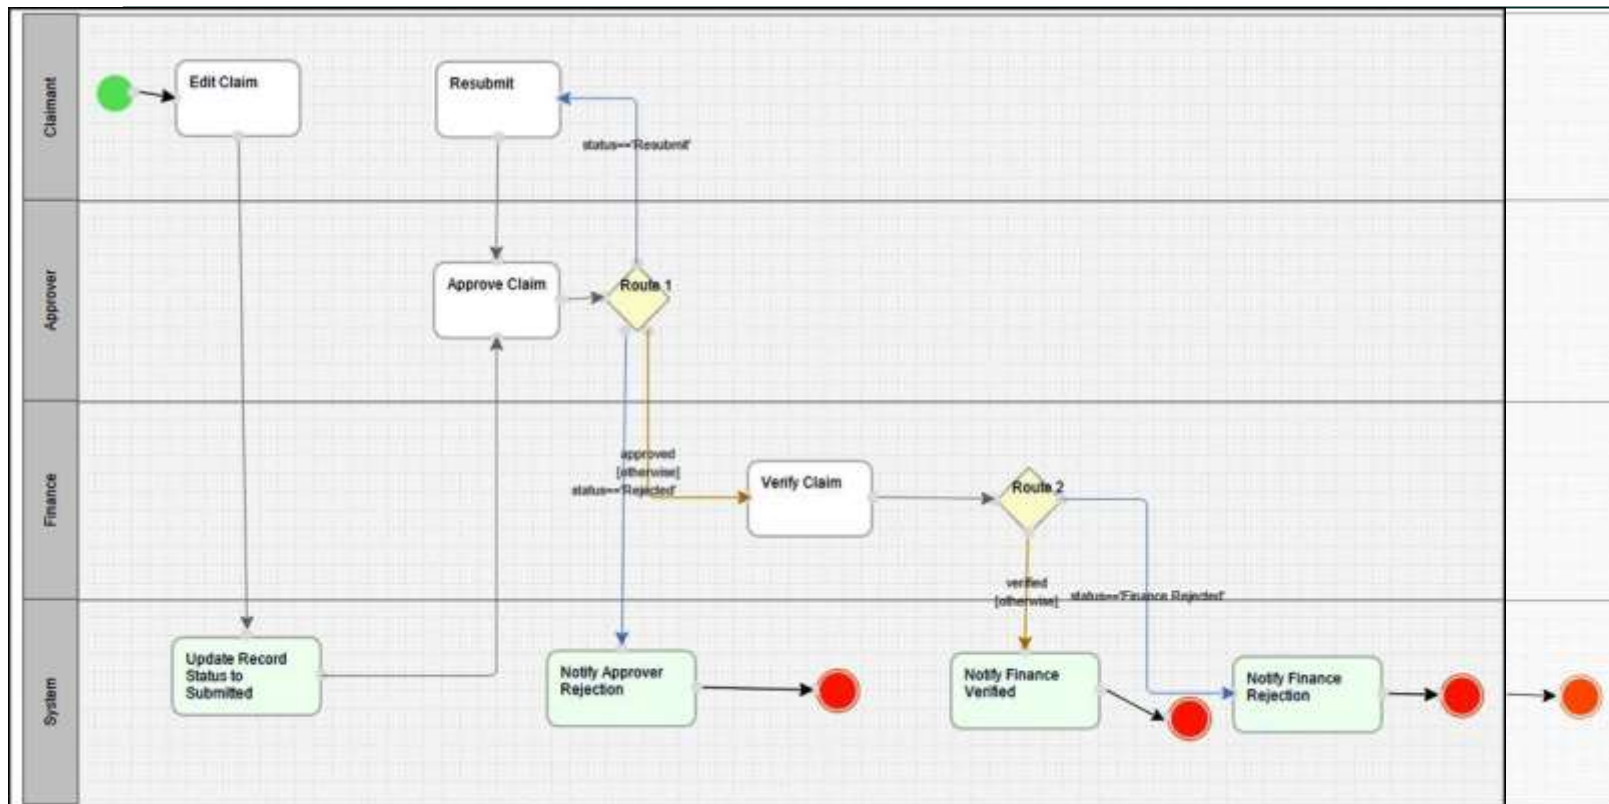 Claimant
Edit Claim
Resubmit
status=='Resubmit'
Approver
Approve Claim
Route 1
Finance
approved
[otherwise]
status=='Rejected'
Verify Claim
Route 2
verified
[otherwise]
status=='Finance Rejected'
System
Update Record
Status to
Submitted
Notify Approver
Rejection
Notify Finance
Verified
Notify Finance
Rejection